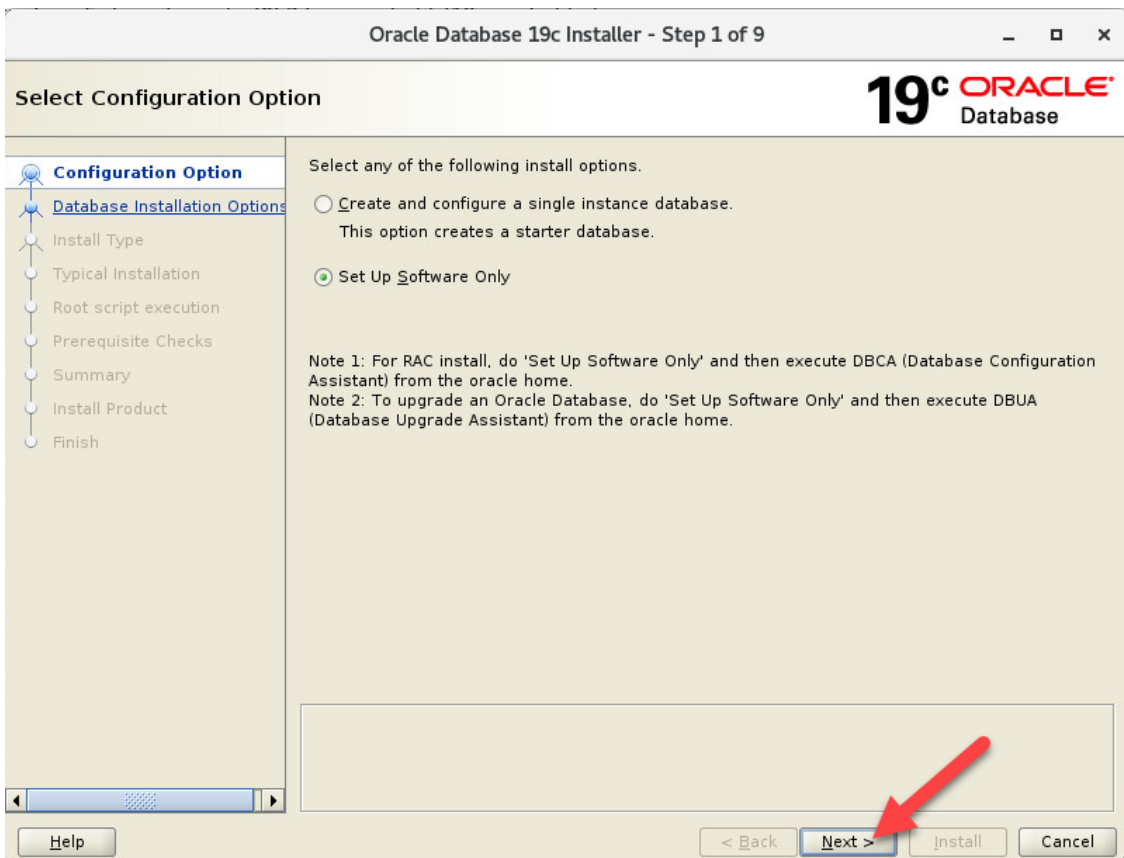 Oracle Database 19c Installer - Step 1 of 9
Select Configuration Option
19c ORACLE
Database
Configuration Option
Database Installation Options
Install Type
Typical Installation
Root script execution
Prerequisite Checks
Summary
Install Product
Finish
Select any of the following install options.
Create and configure a single instance database.
This option creates a starter database.
Set Up Software Only
Note 1: For RAC install, do 'Set Up Software Only' and then execute DBCA (Database Configuration
Assistant) from the oracle home.
Note 2: To upgrade an Oracle Database, do 'Set Up Software Only' and then execute DBUA
(Database Upgrade Assistant) from the oracle home.
Help
< Back
Next >
Install
Cancel